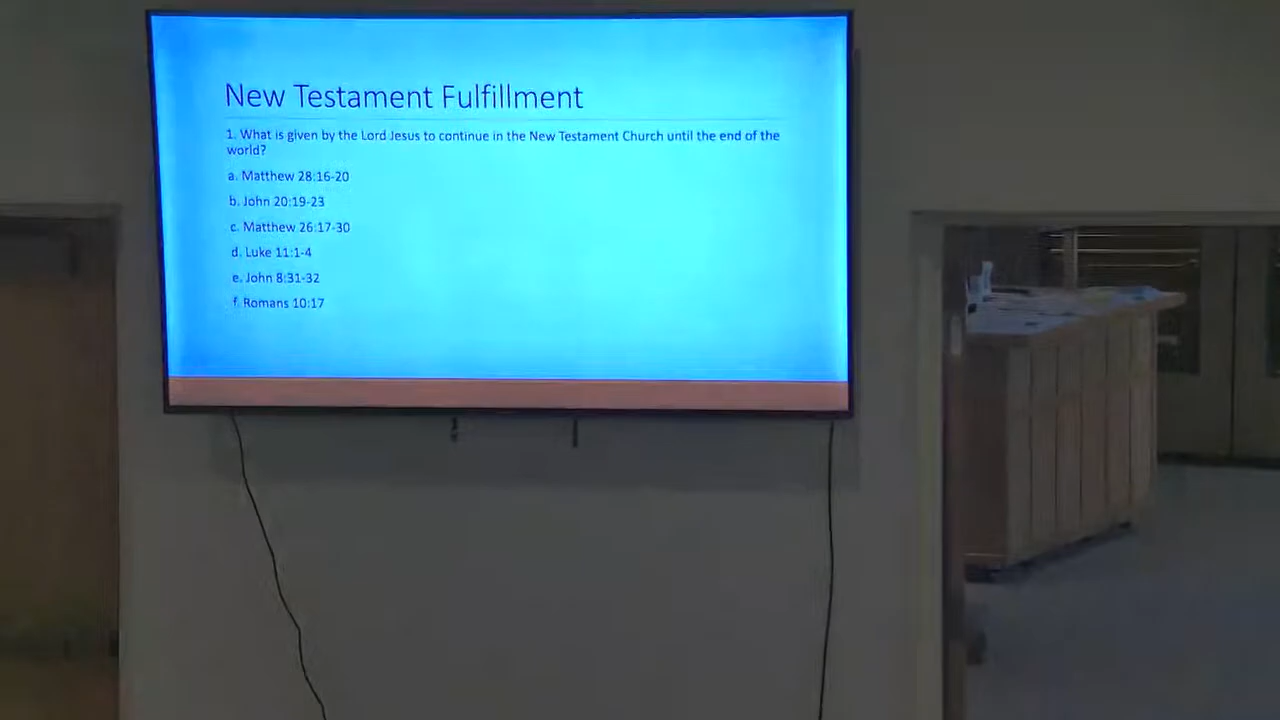 New Testament Fulfillment
1. What is given by the Lord Jesus to continue in the New Testament Church until the end of the
world?
a. Matthew 28:16-20
b. John 20:19-23
c. Matthew 26:17-30
d. Luke 11:1-4
e. John 8:31-32
f. Romans 10:17